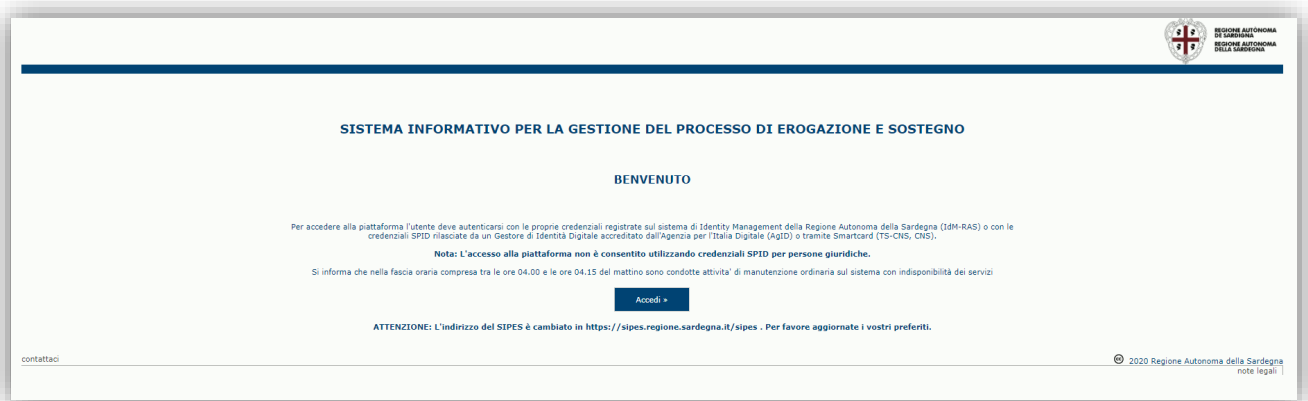 REGIONE AUTÒNOMA
DE SARDIGNA
REGIONE AUTONOMA
DELLA SARDEGNA
SISTEMA INFORMATIVO PER LA GESTIONE DEL PROCESSO DI EROGAZIONE E SOSTEGNO
BENVENUTO
Per accedere alla piattaforma l'utente deve autenticarsi con le proprie credenziali registrate sul sistema di Identity Management della Regione Autonoma della Sardegna (IdM-RAS) o con le
credenziali SPID rilasciate da un Gestore di Identità Digitale accreditato dall'Agenzia per l'Italia Digitale (AgID) o tramite Smartcard (TS-CNS, CNS).
Nota: L'accesso alla piattaforma non è consentito utilizzando credenziali SPID per persone giuridiche.
Si informa che nella fascia oraria compresa tra le ore 04.00 e le ore 04.15 del mattino sono condotte attivita' di manutenzione ordinaria sul sistema con indisponibilità dei servizi
Accedi »
ATTENZIONE: L'indirizzo del SIPES è cambiato in https://sipes.regione.sardegna.it/sipes . Per favore aggiornate i vostri preferiti.
contattaci
cc 2020 Regione Autonoma della Sardegna
note legali